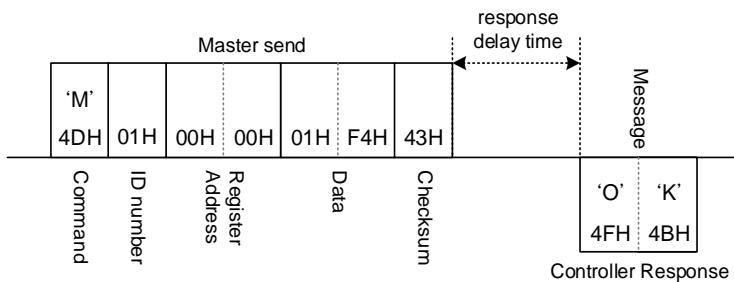 response
delay time
Master send
‘M’
4DH 01H 00H 00H 01H F4H 43H
Command
ID number
Register
Address
Data
Checksum
Message
‘O’ ‘K’
4FH 4BH
Controller Response